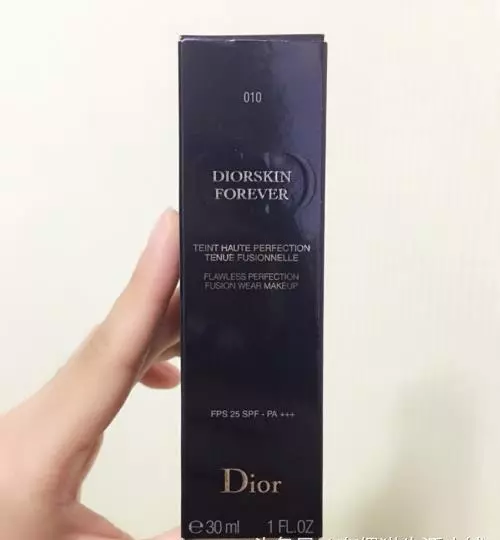 010
DIORSKIN
FOREVER
TEINT HAUTE PERFECTION
TENUE FUSIONNELLE
FLAWLESS PERFECTION
FUSION WEAR MAKEUP
FPS 25 SPF - PA +++
Dior
℮ 30 ml 1 FL.OZ